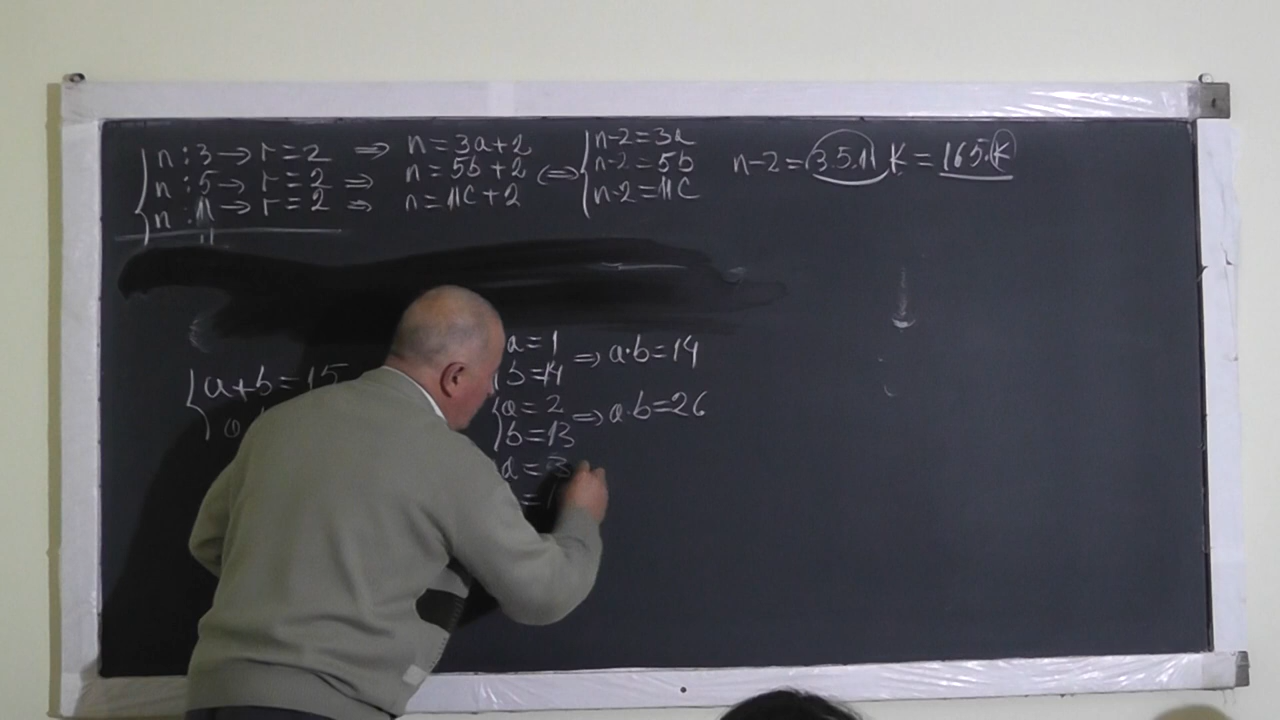 n : 3 → r = 2 ⇒ n = 3a + 2
n : 5 → r = 2 ⇒ n = 5b + 2 ⇔
n : 11 → r = 2 ⇒ n = 11c + 2
n-2 = 3a
n-2 = 5b
n-2 = 11c
n-2 = 3.5.11 K = 165.K
a+b = 15
a = 1
b = 14
⇒ a·b = 14
a = 2
b = 13
⇒ a·b = 26
a = 3